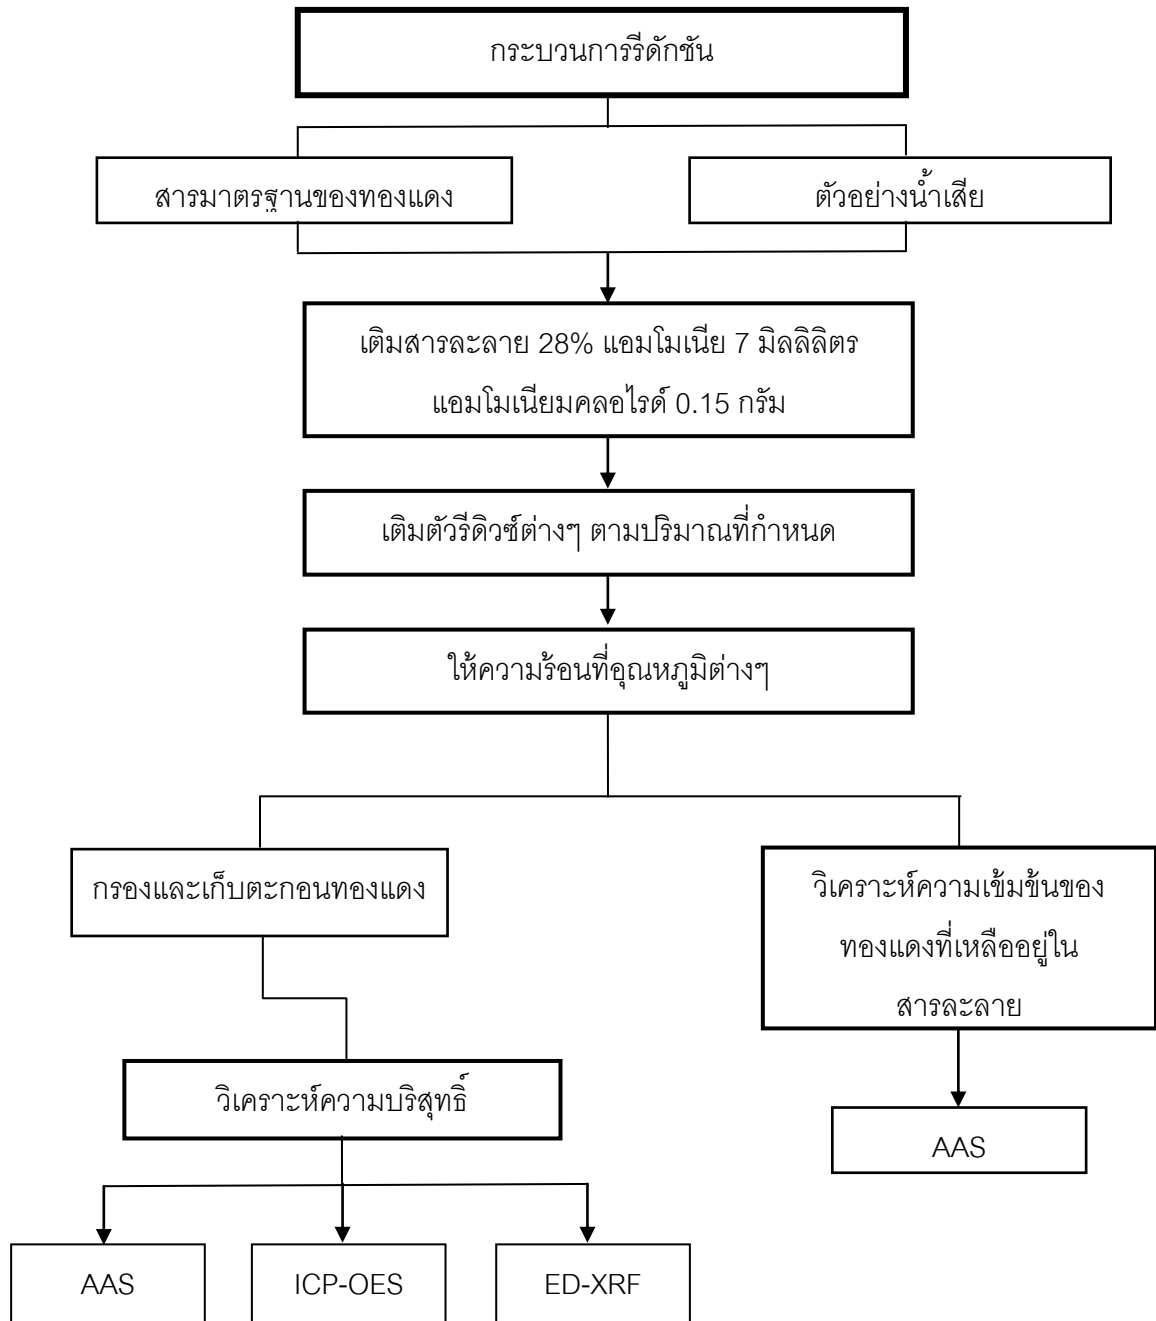 กระบวนการรีดักชัน
สารมาตรฐานของทองแดง
ตัวอย่างน้ำเสีย
เติมสารละลาย 28% แอมโมเนีย 7 มิลลิลิตร
แอมโมเนียมคลอไรด์ 0.15 กรัม
เติมตัวรีดิวซ์ต่างๆ ตามปริมาณที่กำหนด
ให้ความร้อนที่อุณหภูมิต่างๆ
กรองและเก็บตะกอนทองแดง
วิเคราะห์ความเข้มข้นของ
ทองแดงที่เหลืออยู่ใน
สารละลาย
วิเคราะห์ความบริสุทธิ์
AAS
AAS
ICP-OES
ED-XRF